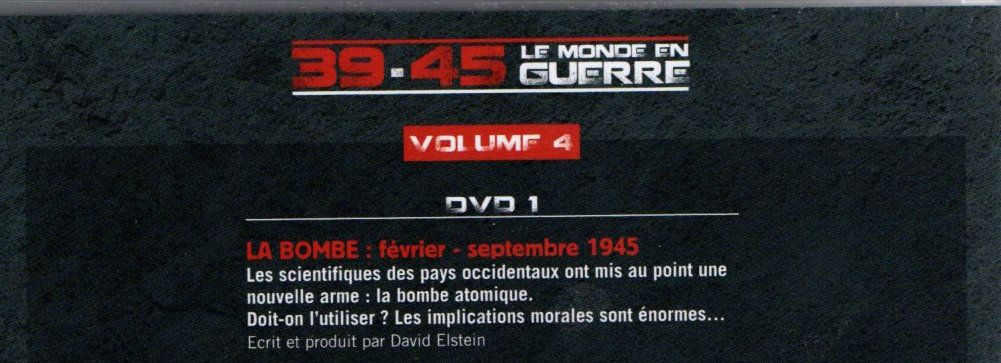 39-45 LE MONDE EN GUERRE
VOLUME 4
DVD 1
LA BOMBE : février - septembre 1945
Les scientifiques des pays occidentaux ont mis au point une
nouvelle arme : la bombe atomique.
Doit-on l'utiliser ? Les implications morales sont énormes...
Ecrit et produit par David Elstein